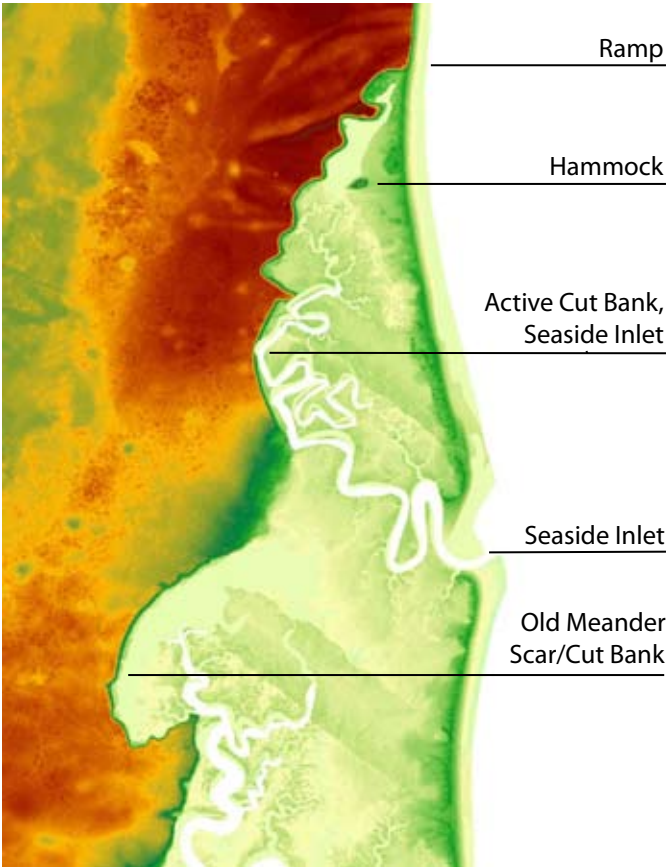 Ramp
Hammock
Active Cut Bank,
Seaside Inlet
Seaside Inlet
Old Meander
Scar/Cut Bank